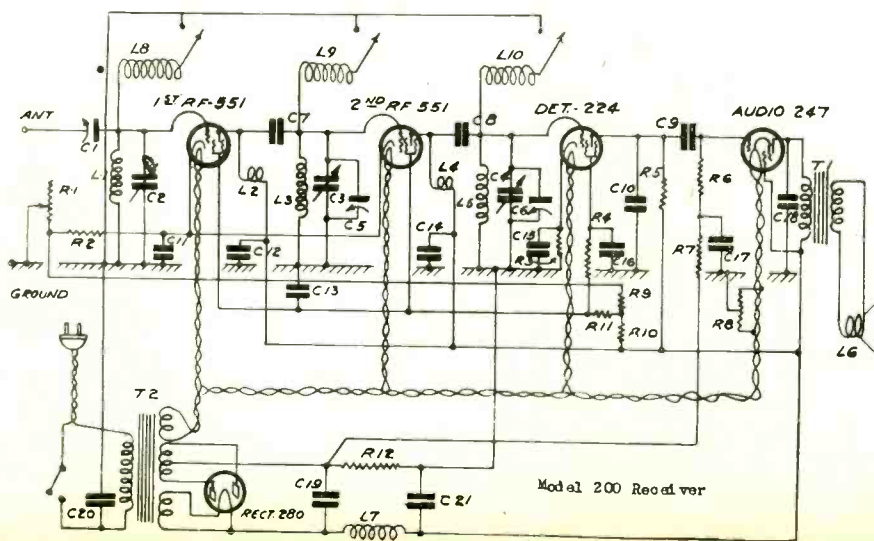 L8
L9
L10
1ST RF-551
2ND RF 551
DET.-224
AUDIO 247
ANT
C1
C7
C8
C9
T1
L1
C2
L2
L3
C3
C5
L4
L5
C4
C6
R5
C10
R6
C18
R1
R2
C11
C12
C14
C15
R3
R4
C16
R7
C17
GROUND
C13
R9
R11
R10
R8
L6
T2
R12
C19
C21
C20
RECT. 280
L7
Model 200 Receiver